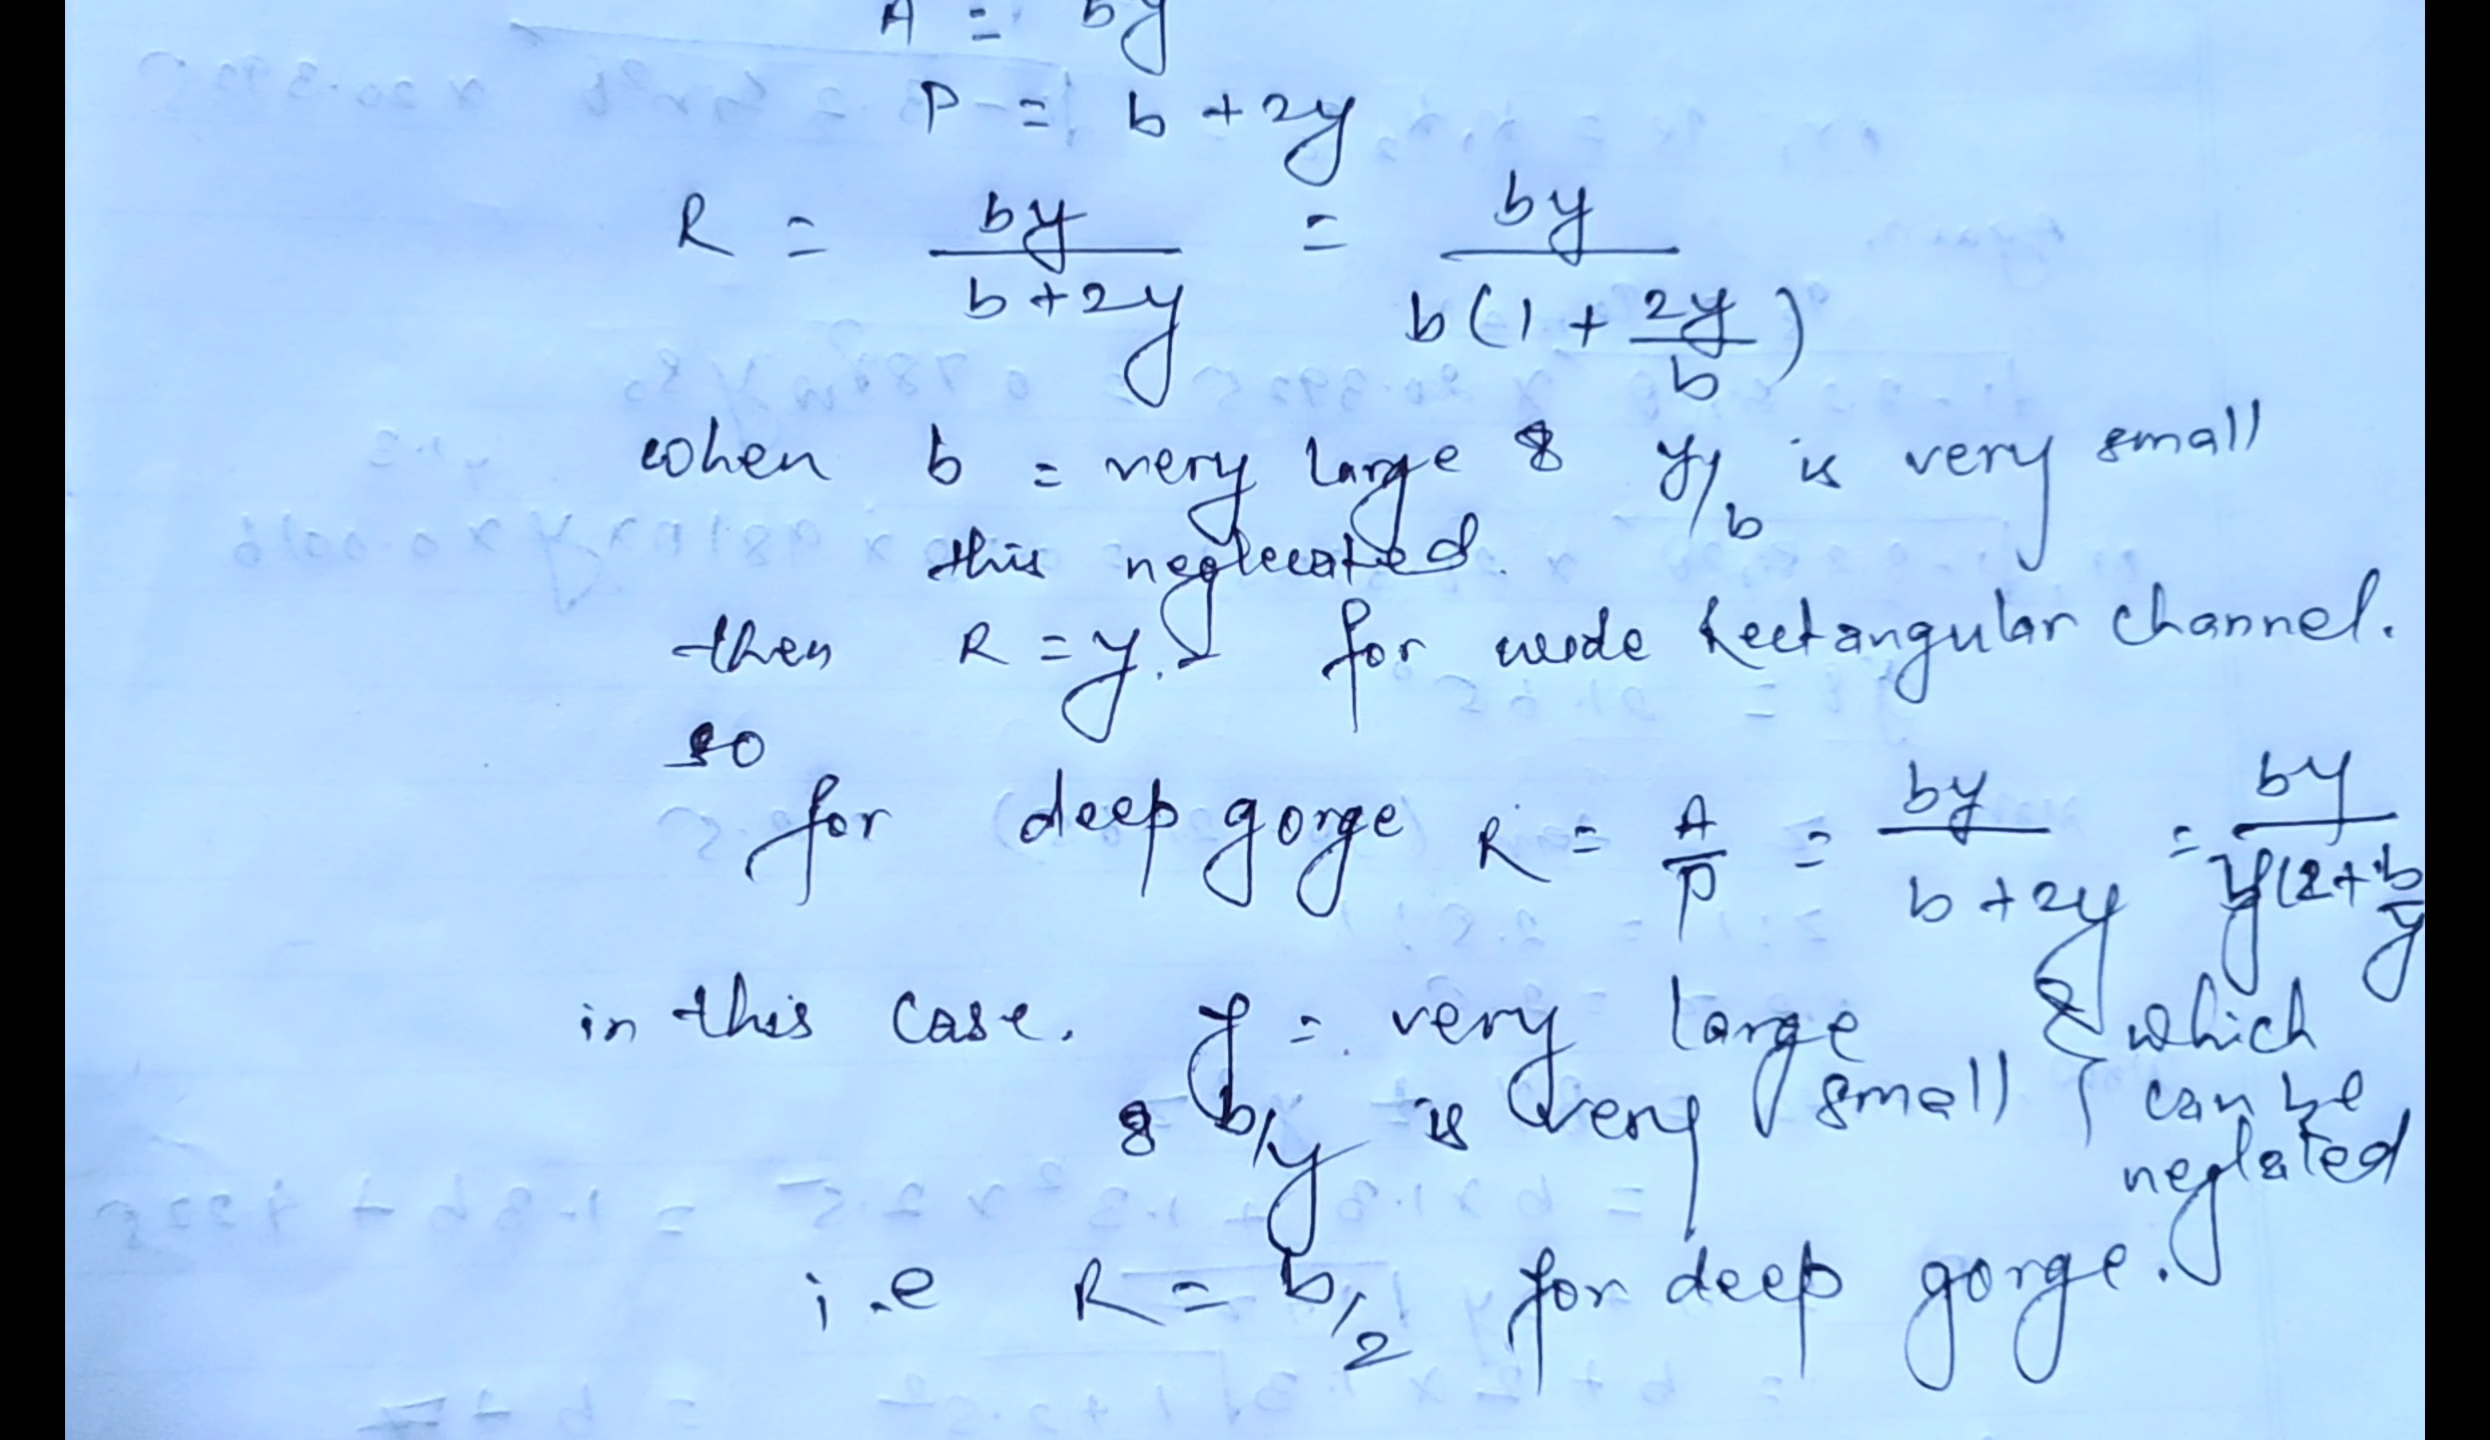 A = by
P = b + 2y
R = by / b + 2y = by / b(1 + 2y/b)
when b = very large & y/b is very small
this neglected.
then R = y. for wide Rectangular channel.
so
for deep gorge R = A/P = by / b + 2y = by / y(2 + b/y
in this case. y = very large & which
& b/y is very small can be
neglated
i.e R = b/2 for deep gorge.